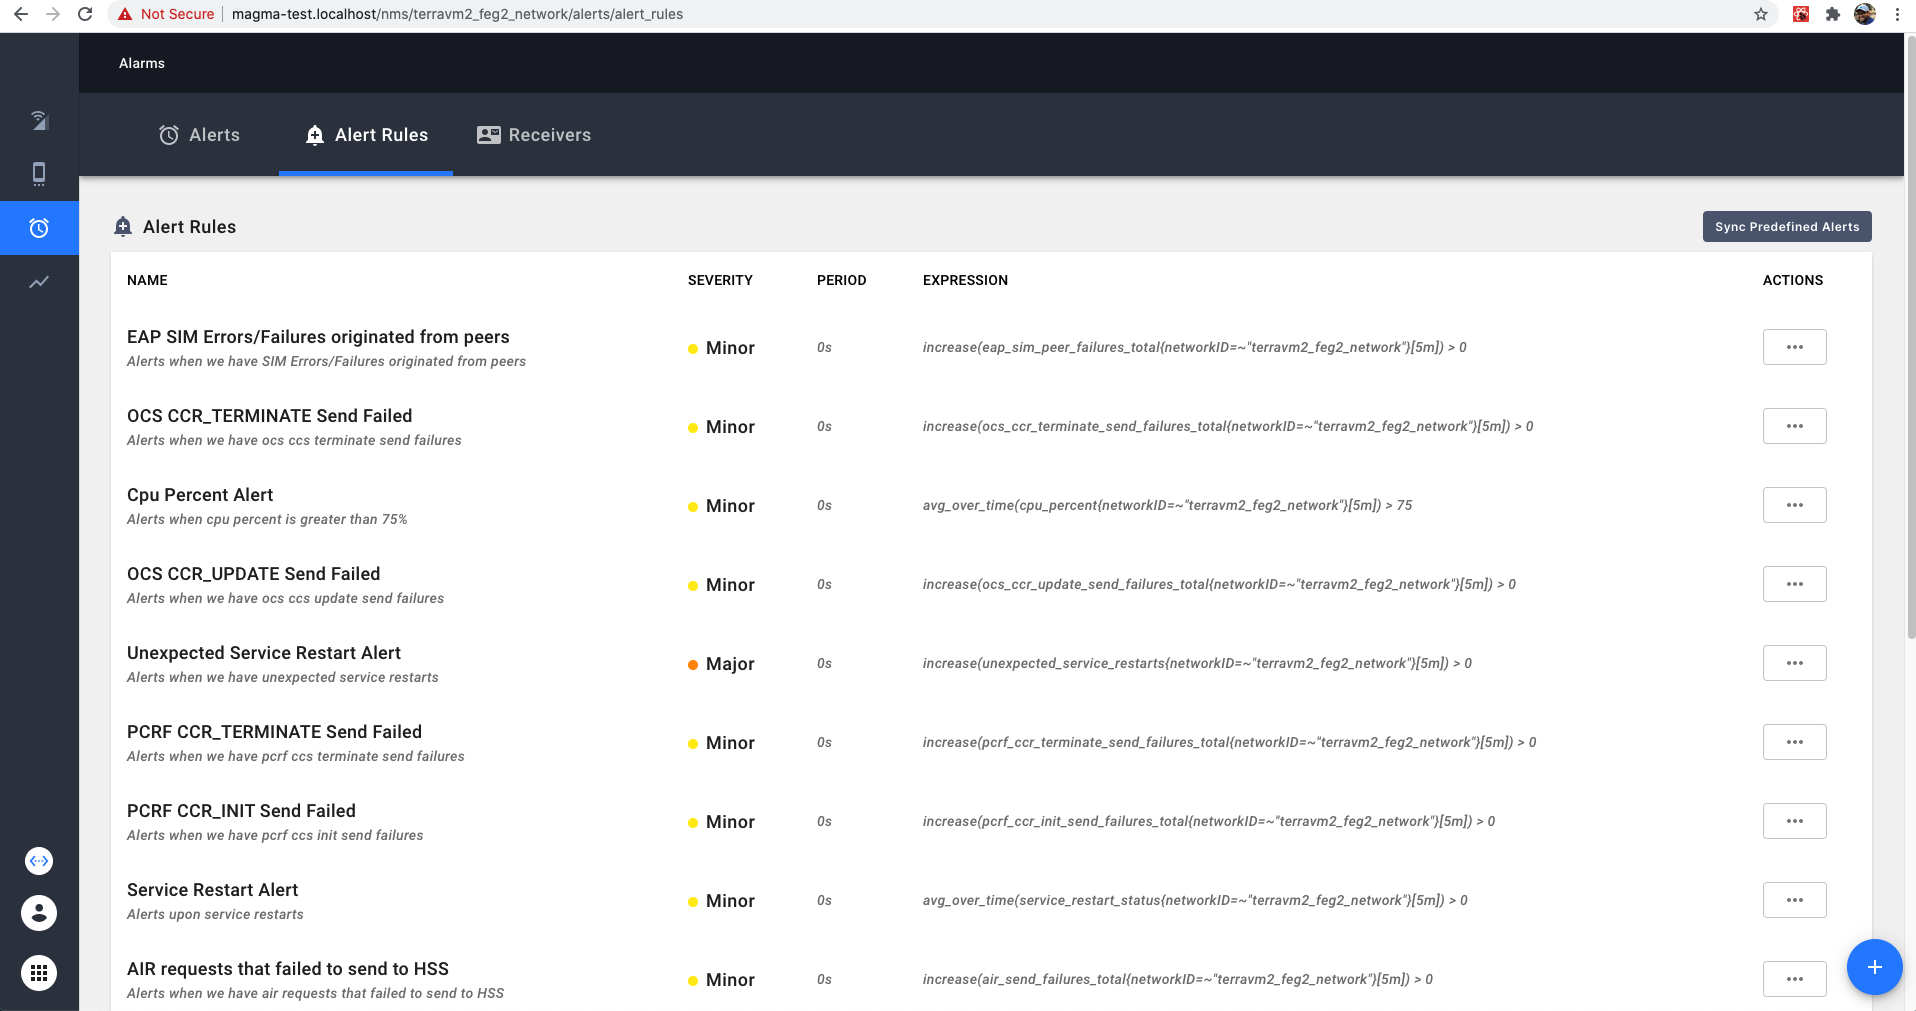 Not Secure magma-test.localhost/nms/terravm2_feg2_network/alerts/alert_rules
Alarms
Alerts Alert Rules Receivers
Alert Rules Sync Predefined Alerts
NAME SEVERITY PERIOD EXPRESSION ACTIONS
EAP SIM Errors/Failures originated from peers
Alerts when we have SIM Errors/Failures originated from peers
Minor 0s increase(eap_sim_peer_failures_total{networkID=~"terravm2_feg2_network"}[5m]) > 0
OCS CCR_TERMINATE Send Failed
Alerts when we have ocs ccs terminate send failures
Minor 0s increase(ocs_ccr_terminate_send_failures_total{networkID=~"terravm2_feg2_network"}[5m]) > 0
Cpu Percent Alert
Alerts when cpu percent is greater than 75%
Minor 0s avg_over_time(cpu_percent{networkID=~"terravm2_feg2_network"}[5m]) > 75
OCS CCR_UPDATE Send Failed
Alerts when we have ocs ccs update send failures
Minor 0s increase(ocs_ccr_update_send_failures_total{networkID=~"terravm2_feg2_network"}[5m]) > 0
Unexpected Service Restart Alert
Alerts when we have unexpected service restarts
Major 0s increase(unexpected_service_restarts{networkID=~"terravm2_feg2_network"}[5m]) > 0
PCRF CCR_TERMINATE Send Failed
Alerts when we have pcrf ccs terminate send failures
Minor 0s increase(pcrf_ccr_terminate_send_failures_total{networkID=~"terravm2_feg2_network"}[5m]) > 0
PCRF CCR_INIT Send Failed
Alerts when we have pcrf ccs init send failures
Minor 0s increase(pcrf_ccr_init_send_failures_total{networkID=~"terravm2_feg2_network"}[5m]) > 0
Service Restart Alert
Alerts upon service restarts
Minor 0s avg_over_time(service_restart_status{networkID=~"terravm2_feg2_network"}[5m]) > 0
AIR requests that failed to send to HSS
Alerts when we have air requests that failed to send to HSS
Minor 0s increase(air_send_failures_total{networkID=~"terravm2_feg2_network"}[5m]) > 0